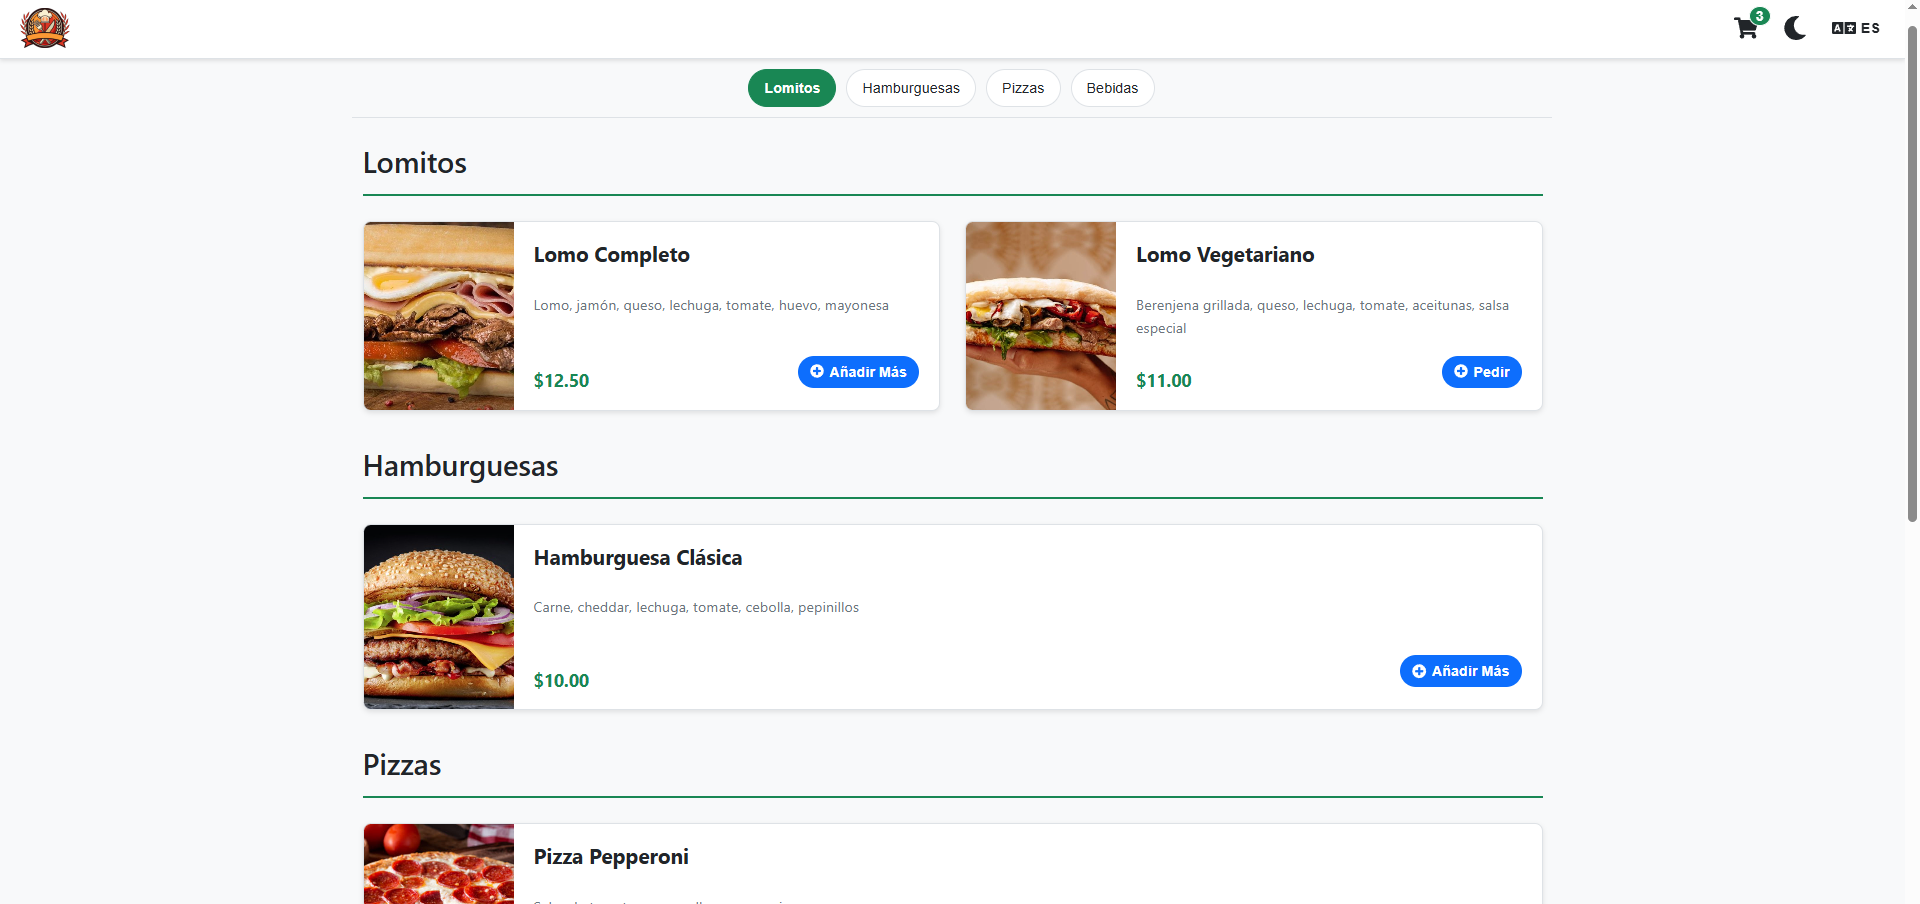 3
ES
Lomitos
Hamburguesas
Pizzas
Bebidas
Lomitos
Lomo Completo
Lomo, jamón, queso, lechuga, tomate, huevo, mayonesa
$12.50
Añadir Más
Lomo Vegetariano
Berenjena grillada, queso, lechuga, tomate, aceitunas, salsa
especial
$11.00
Pedir
Hamburguesas
Hamburguesa Clásica
Carne, cheddar, lechuga, tomate, cebolla, pepinillos
$10.00
Añadir Más
Pizzas
Pizza Pepperoni